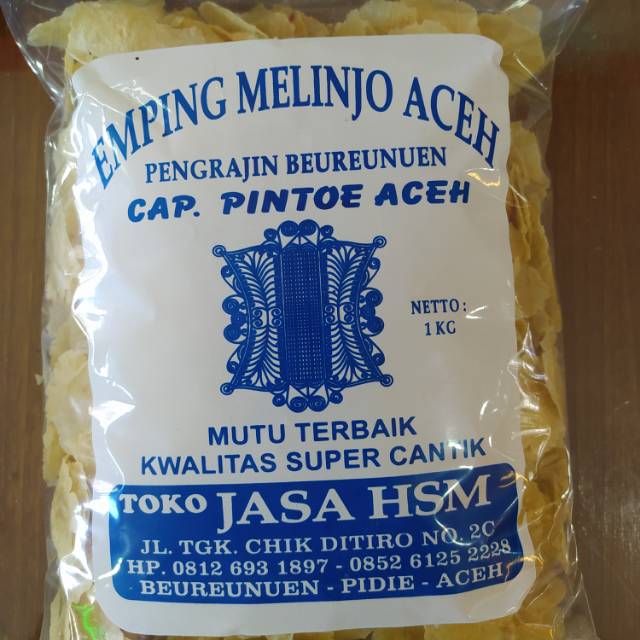 EMPING MELINJO ACEH
PENGRAJIN BEUREUNUEN
CAP. PINTOE ACEH
NETTO :
1 KG
MUTU TERBAIK
KWALITAS SUPER CANTIK
TOKO JASA HSM
JL. TGK. CHIK DITIRO NO. 2C
HP. 0812 693 1897 - 0852 6125 2228
BEUREUNUEN - PIDIE - ACEH